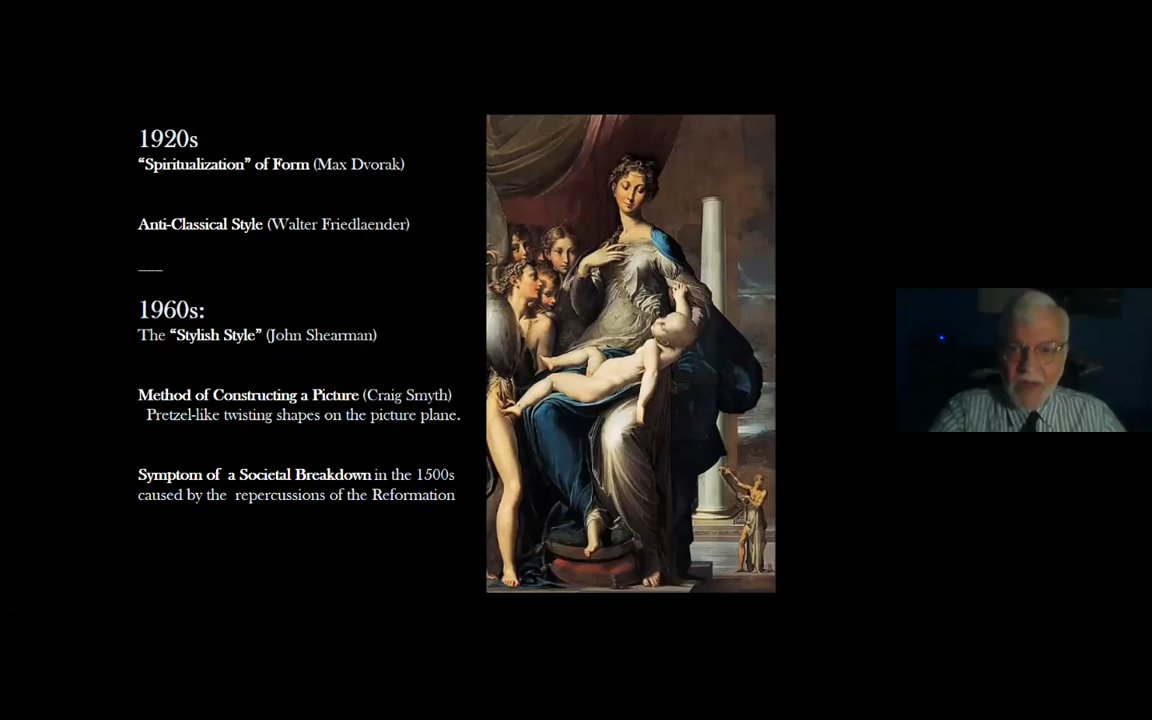 1920s
“Spiritualization” of Form (Max Dvorak)
Anti-Classical Style (Walter Friedlaender)
___
1960s:
The “Stylish Style” (John Shearman)
Method of Constructing a Picture (Craig Smyth)
Pretzel-like twisting shapes on the picture plane.
Symptom of a Societal Breakdown in the 1500s
caused by the repercussions of the Reformation